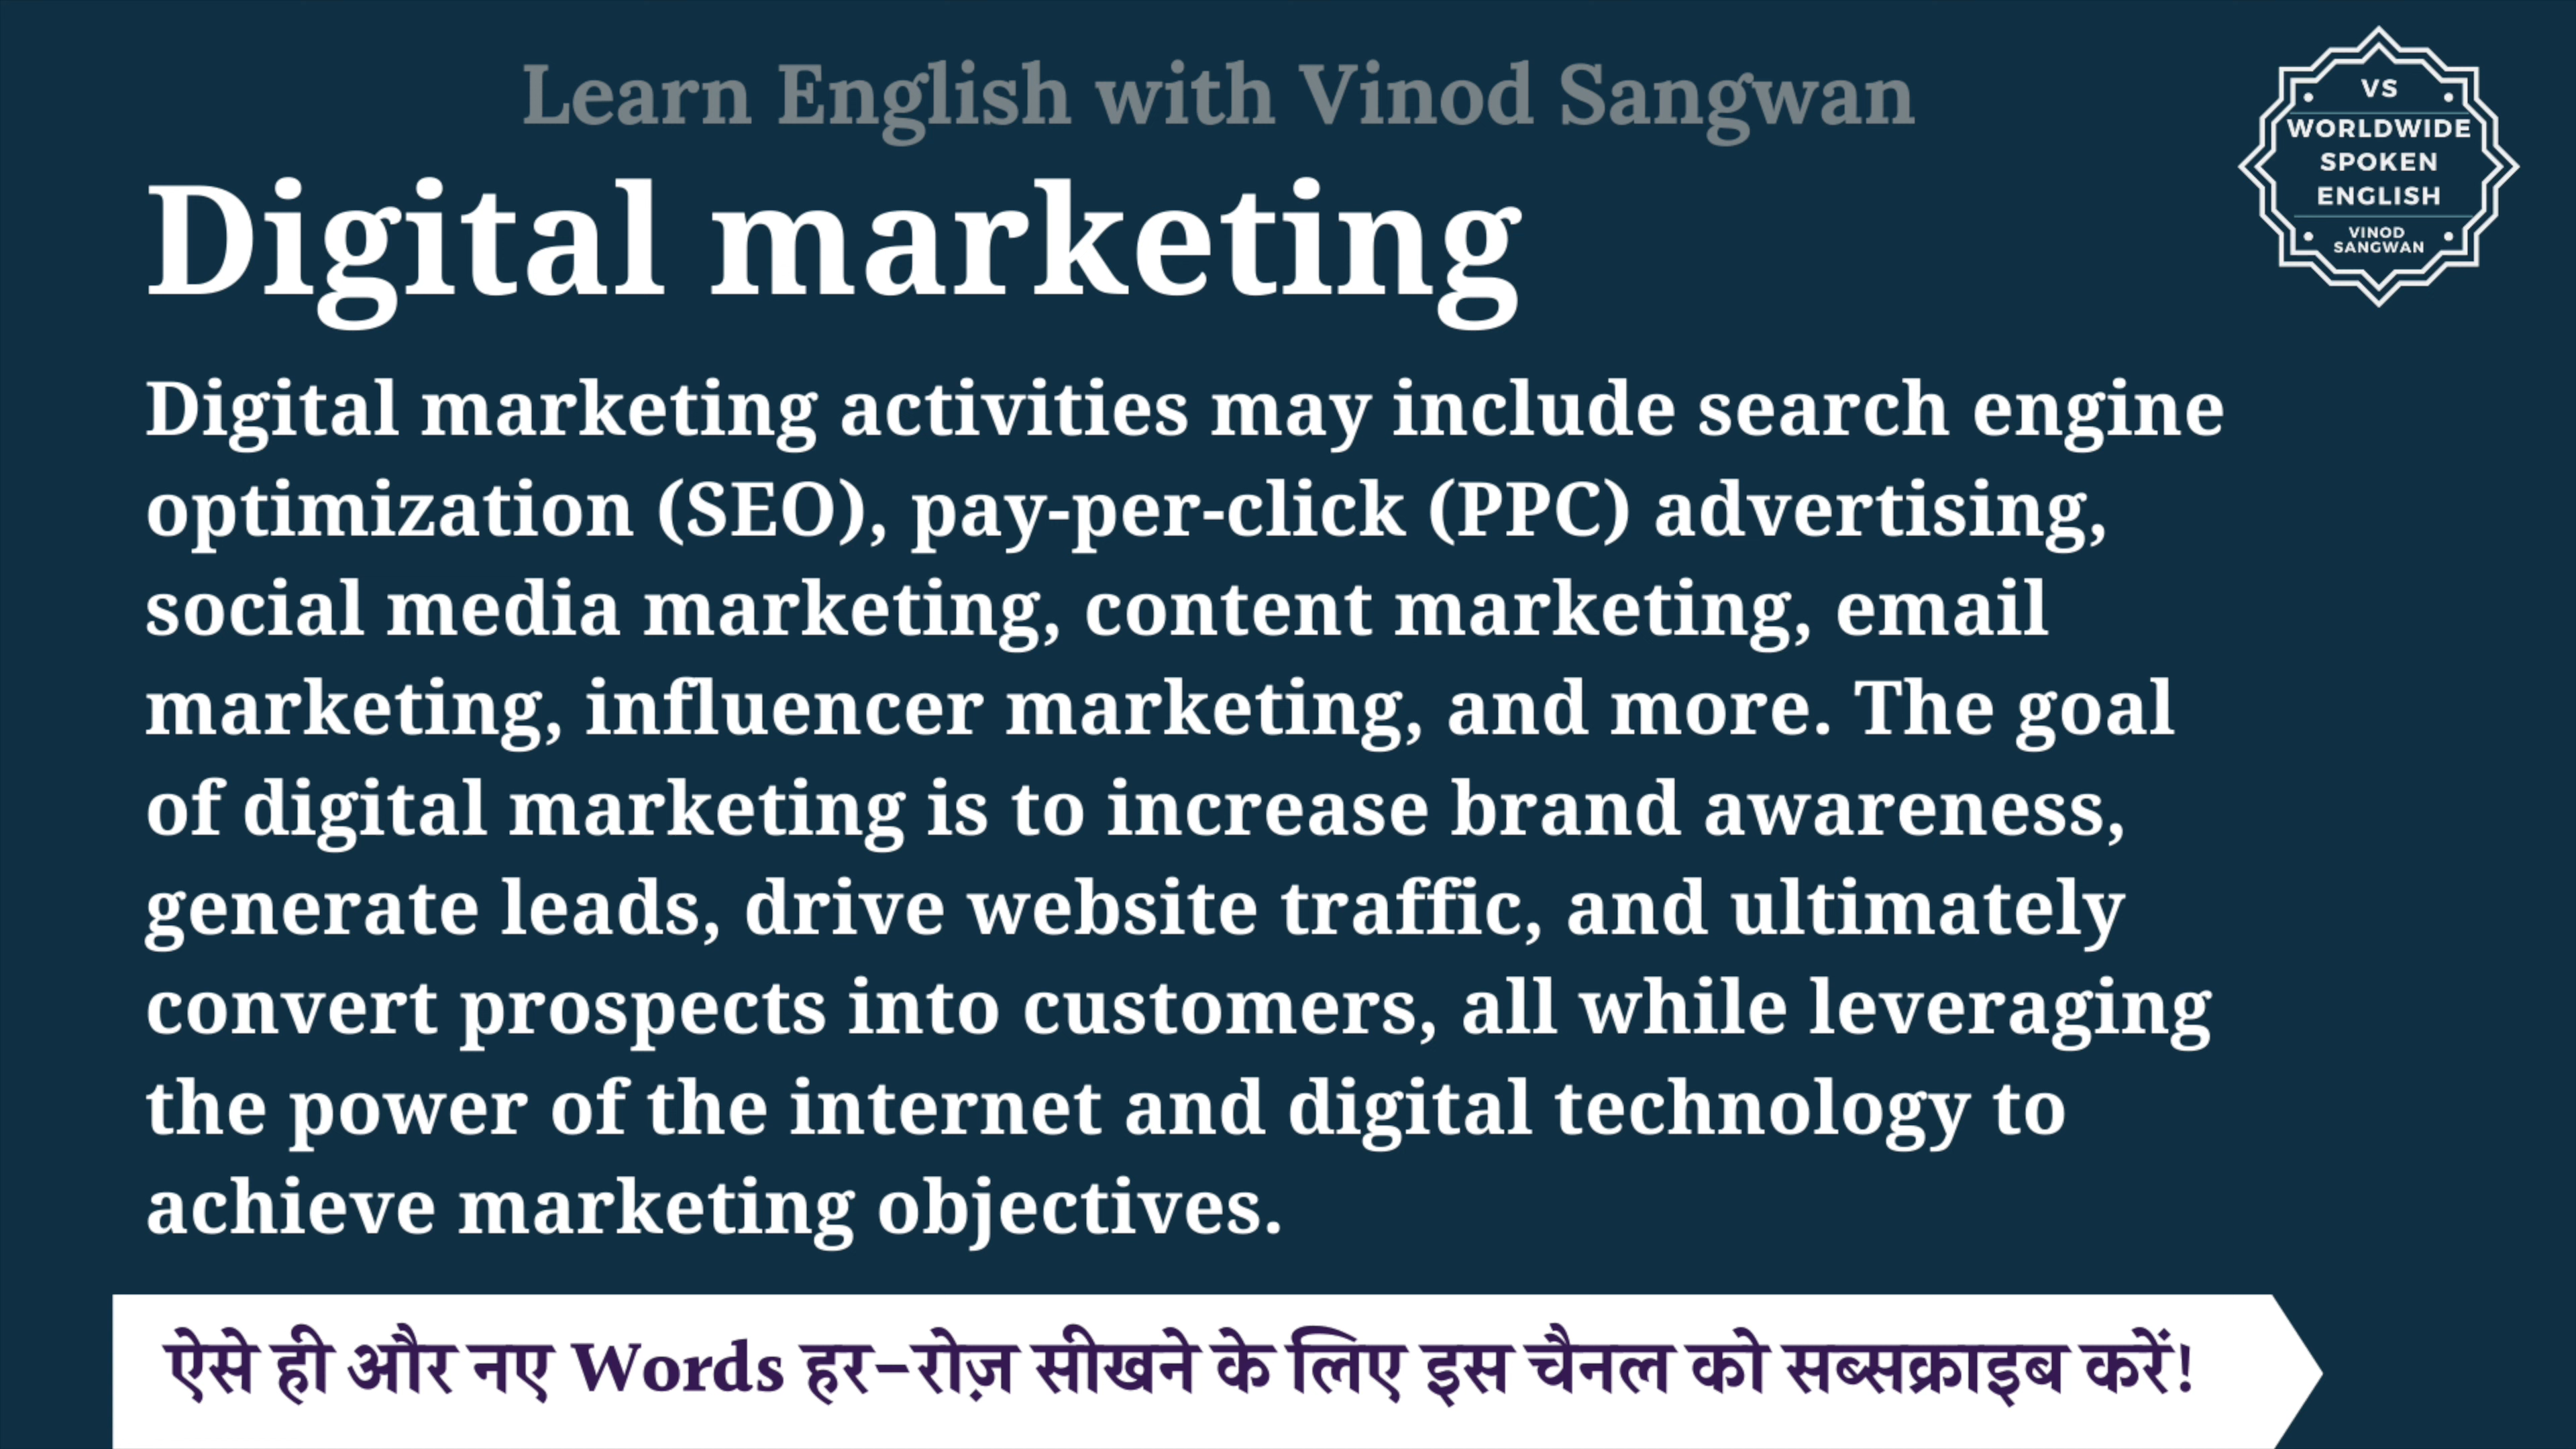 Learn English with Vinod Sangwan
VS
WORLDWIDE
SPOKEN
ENGLISH
VINOD
SANGWAN
Digital marketing
Digital marketing activities may include search engine
optimization (SEO), pay-per-click (PPC) advertising,
social media marketing, content marketing, email
marketing, influencer marketing, and more. The goal
of digital marketing is to increase brand awareness,
generate leads, drive website traffic, and ultimately
convert prospects into customers, all while leveraging
the power of the internet and digital technology to
achieve marketing objectives.
ऐसे ही और नए Words हर-रोज़ सीखने के लिए इस चैनल को सब्सक्राइब करें!